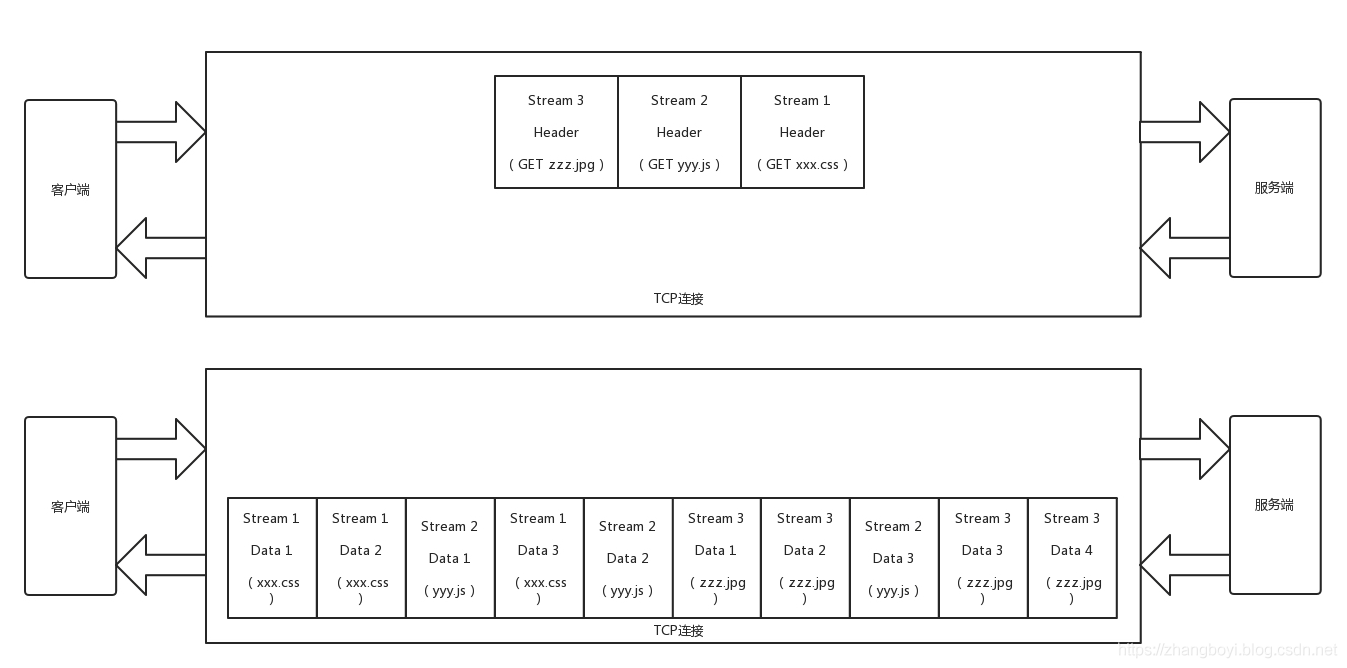 Stream 3
Header
( GET zzz.jpg )
Stream 2
Header
( GET yyy.js )
Stream 1
Header
( GET xxx.css )
客户端
服务端
TCP连接
客户端
服务端
Stream 1
Data 1
( xxx.css
)
Stream 1
Data 2
( xxx.css
)
Stream 2
Data 1
( yyy.js )
Stream 1
Data 3
( xxx.css
)
Stream 2
Data 2
( yyy.js )
Stream 3
Data 1
( zzz.jpg
)
Stream 3
Data 2
( zzz.jpg
)
Stream 2
Data 3
( yyy.js )
Stream 3
Data 3
( zzz.jpg
)
Stream 3
Data 4
( zzz.jpg
)
TCP连接
https://zhangboyi.blog.csdn.net